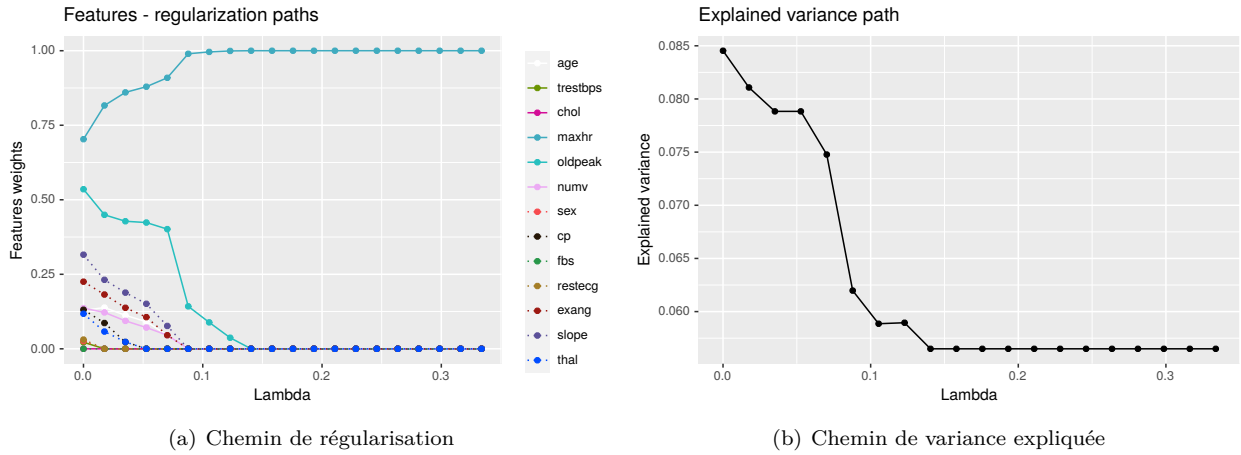 Features - regularization paths
1.00
0.75
0.50
0.25
0.00
Features weights
0.0
0.1
0.2
0.3
Lambda
age
trestbps
chol
maxhr
oldpeak
numv
sex
cp
fbs
restecg
exang
slope
thal
(a) Chemin de régularisation
Explained variance path
0.085
0.080
0.075
0.070
0.065
0.060
Explained variance
0.0
0.1
0.2
0.3
Lambda
(b) Chemin de variance expliquée